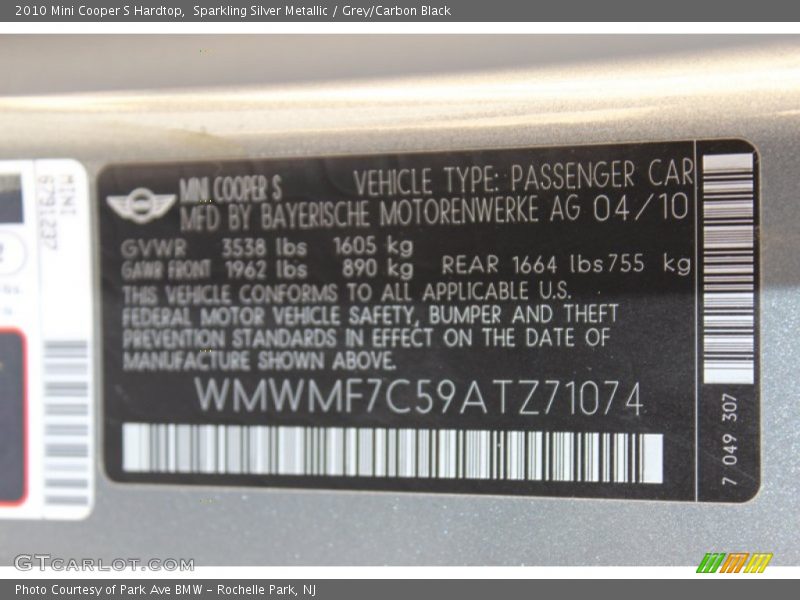 2010 Mini Cooper S Hardtop, Sparkling Silver Metallic / Grey/Carbon Black
MINI COOPER S VEHICLE TYPE: PASSENGER CAR
MFD BY BAYERISCHE MOTORENWERKE AG 04/10
GVWR 3538 lbs 1605 kg
GAWR FRONT 1962 lbs 890 kg REAR 1664 lbs 755 kg
THIS VEHICLE CONFORMS TO ALL APPLICABLE U.S.
FEDERAL MOTOR VEHICLE SAFETY, BUMPER AND THEFT
PREVENTION STANDARDS IN EFFECT ON THE DATE OF
MANUFACTURE SHOWN ABOVE.
WMWMF7C59ATZ71074
7 049 307
MINI
6791237
GTCARLOT.COM
Photo Courtesy of Park Ave BMW – Rochelle Park, NJ